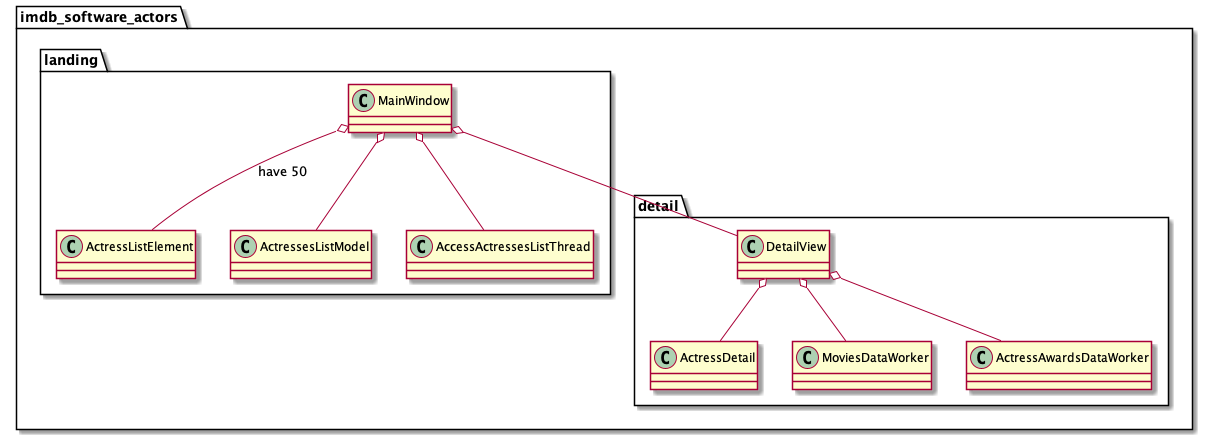 imdb_software_actors
landing
C MainWindow
have 50
detail
C ActressListElement
C ActressesListModel
C AccessActressesListThread
C DetailView
C ActressDetail
C MoviesDataWorker
C ActressAwardsDataWorker